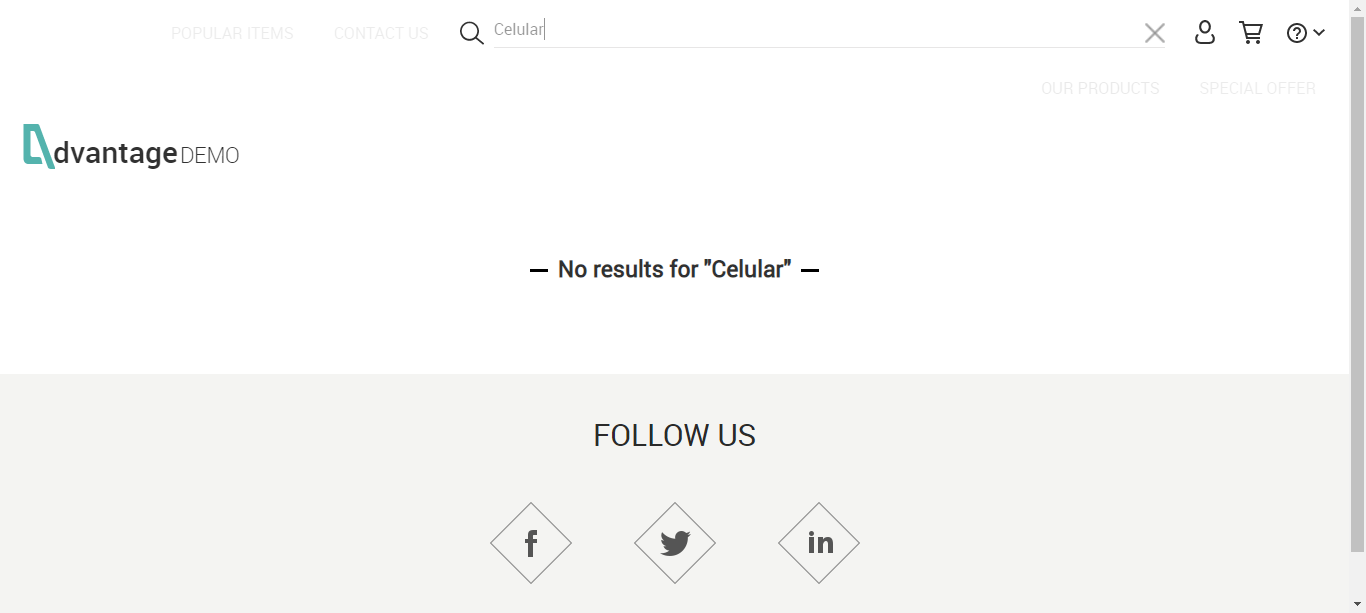 POPULAR ITEMS CONTACT US Celular
OUR PRODUCTS SPECIAL OFFER
dvantage DEMO
No results for "Celular"
FOLLOW US
f
in